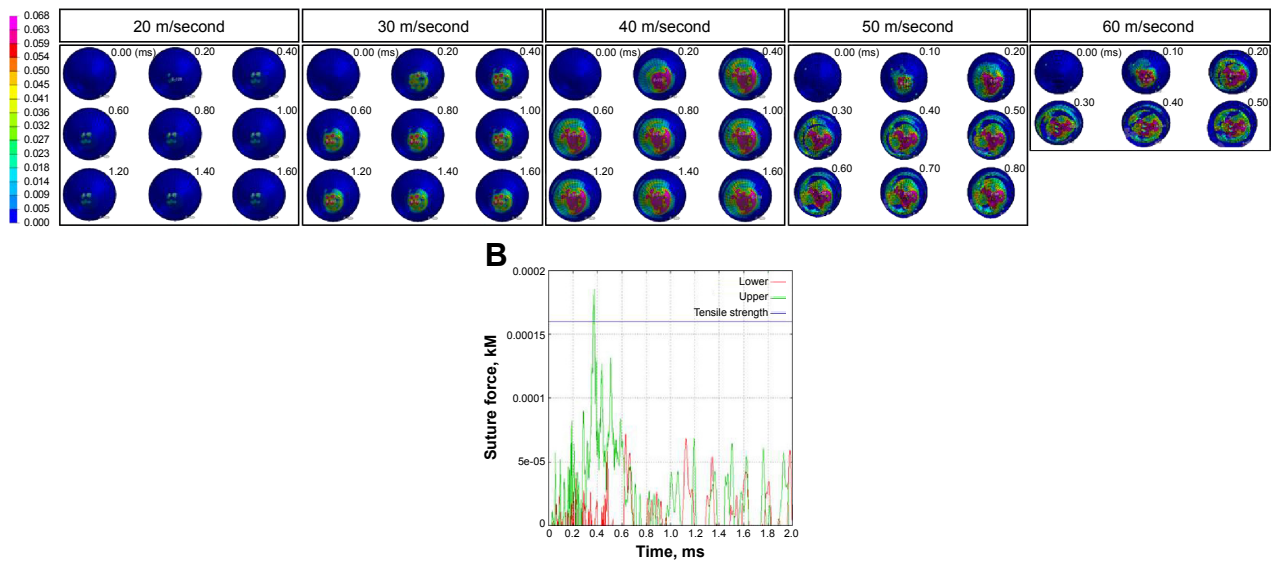 0.068
0.063
0.059
0.054
0.050
0.045
0.041
0.036
0.032
0.027
0.023
0.018
0.014
0.009
0.005
0.000
20 m/second
0.00 (ms) 0.20 0.40
0.60 0.80 1.00
1.20 1.40 1.60
30 m/second
0.00 (ms) 0.20 0.40
0.60 0.80 1.00
1.20 1.40 1.60
40 m/second
0.00 (ms) 0.20 0.40
0.60 0.80 1.00
1.20 1.40 1.60
50 m/second
0.00 (ms) 0.10 0.20
0.30 0.40 0.50
0.60 0.70 0.80
60 m/second
0.00 (ms) 0.10 0.20
0.30 0.40 0.50
B
Suture force, kM
0.0002
0.00015
0.0001
5e-05
0
Lower
Upper
Tensile strength
0 0.2 0.4 0.6 0.8 1.0 1.2 1.4 1.6 1.8 2.0
Time, ms